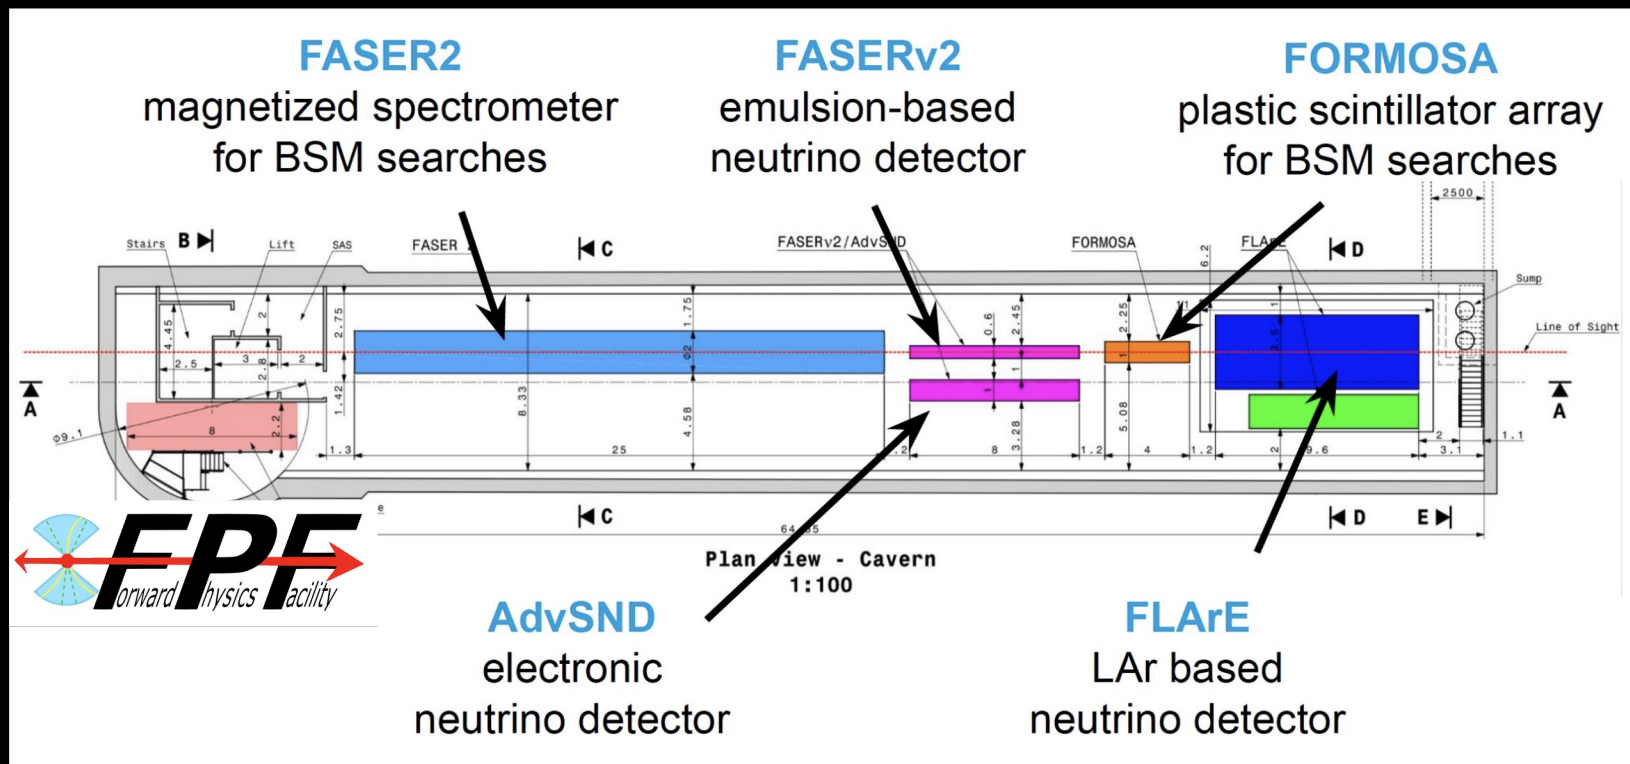 FASER2
magnetized spectrometer
for BSM searches
FASERv2
emulsion-based
neutrino detector
FORMOSA
plastic scintillator array
for BSM searches
2500
Stairs
B
Lift
SAS
FASER
C
FASERv2/AdvSND
FORMOSA
FLArE
D
6.2
Sump
Line of Sight
4.45
2
2.75
1.75
0.6
2.45
2.25
11
1
3.5
2.5
3
2
2.8
Φ2
1
1
A
1.42
8.33
4.58
1
3.28
5.08
A
Φ9.1
8
2.2
1.3
25
1.2
8
1.2
4
1.2
2
9.6
2
3.1
1.1
e
C
D
E
Plan View - Cavern
1:100
FPF
Forward Physics Facility
AdvSND
electronic
neutrino detector
FLArE
LAr based
neutrino detector